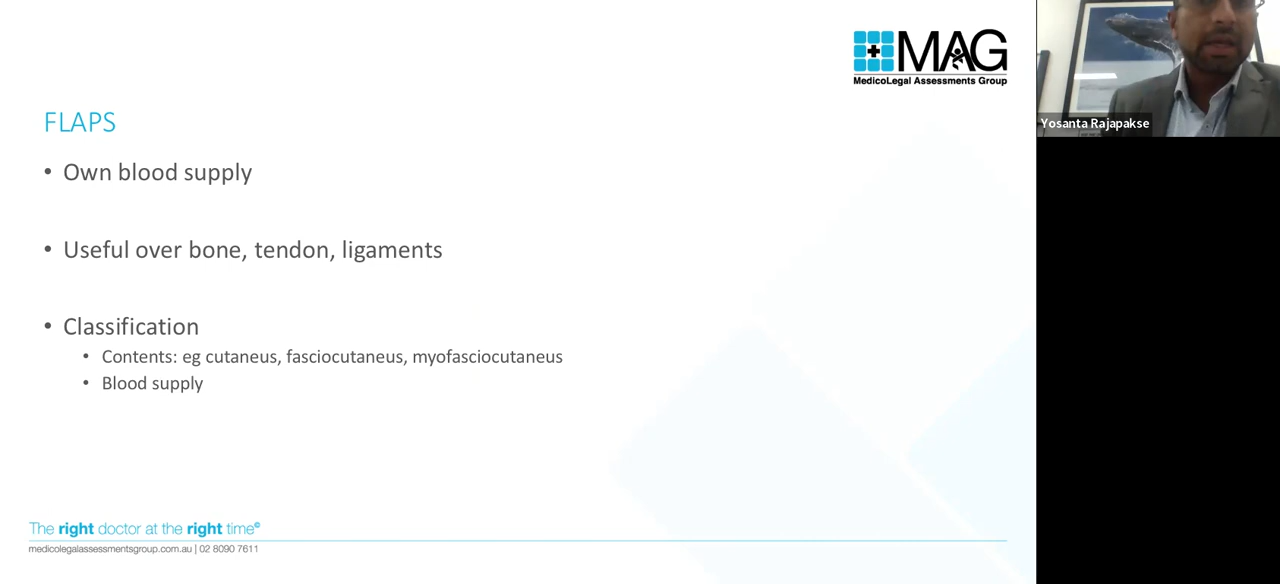 MAG
MedicoLegal Assessments Group
Yosanta Rajapakse
FLAPS
• Own blood supply
• Useful over bone, tendon, ligaments
• Classification
• Contents: eg cutaneus, fasciocutaneus, myofasciocutaneus
• Blood supply
The right doctor at the right time©
medicolegalassessmentsgroup.com.au | 02 8090 7611